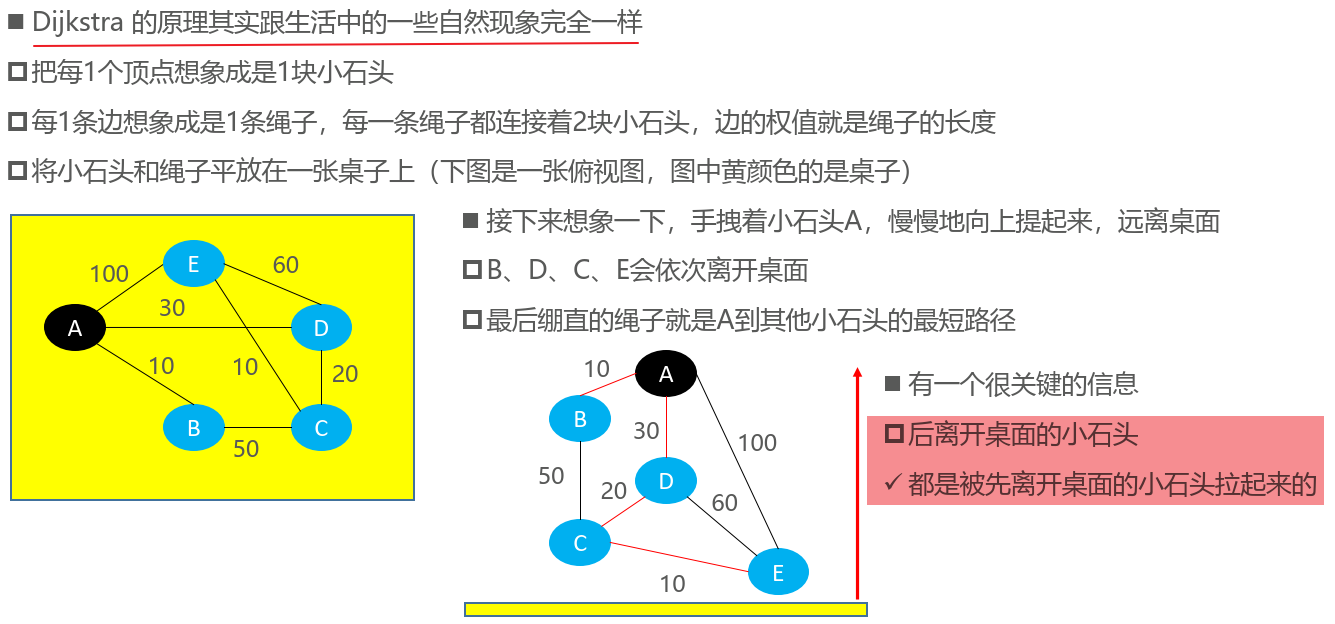 Dijkstra 的原理其实跟生活中的一些自然现象完全一样
把每1个顶点想象成是1块小石头
每1条边想象成是1条绳子，每一条绳子都连接着2块小石头，边的权值就是绳子的长度
将小石头和绳子平放在一张桌子上（下图是一张俯视图，图中黄颜色的是桌子）
E
100
60
30
A
D
10
10
20
B
C
50
接下来想象一下，手拽着小石头A，慢慢地向上提起来，远离桌面
B、D、C、E会依次离开桌面
最后绷直的绳子就是A到其他小石头的最短路径
10
A
B
30
100
50
20
D
60
C
E
10
有一个很关键的信息
后离开桌面的小石头
✓ 都是被先离开桌面的小石头拉起来的